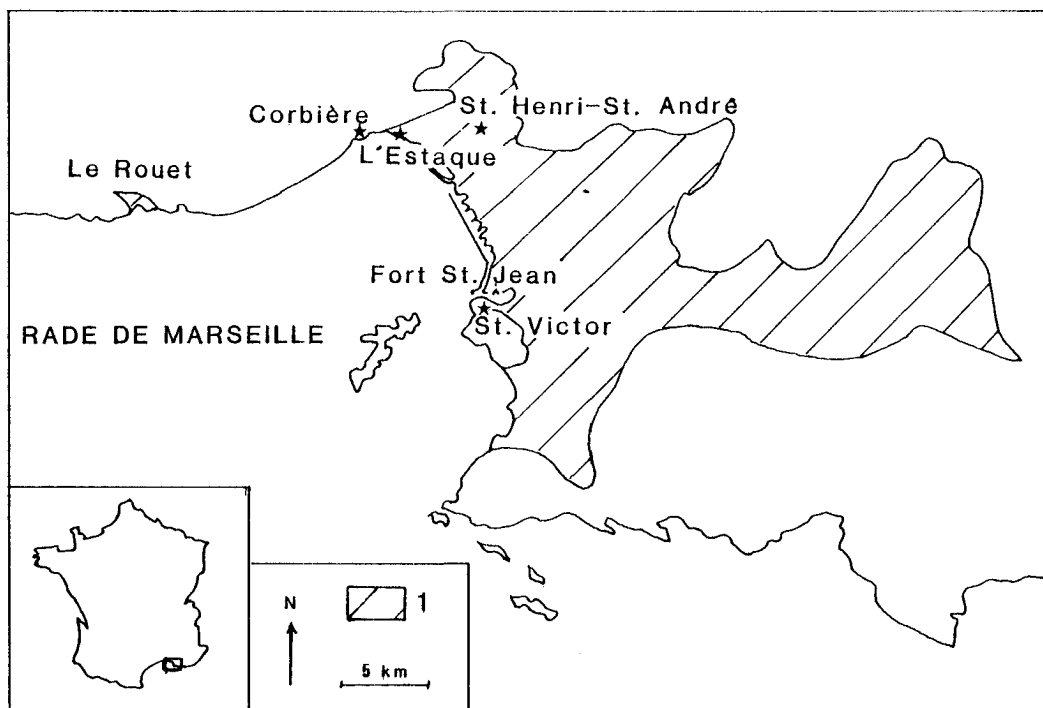 St. Henri-St. André
Corbière
L'Estaque
Le Rouet
Fort St. Jean
St. Victor
RADE DE MARSEILLE
1
N
5 km